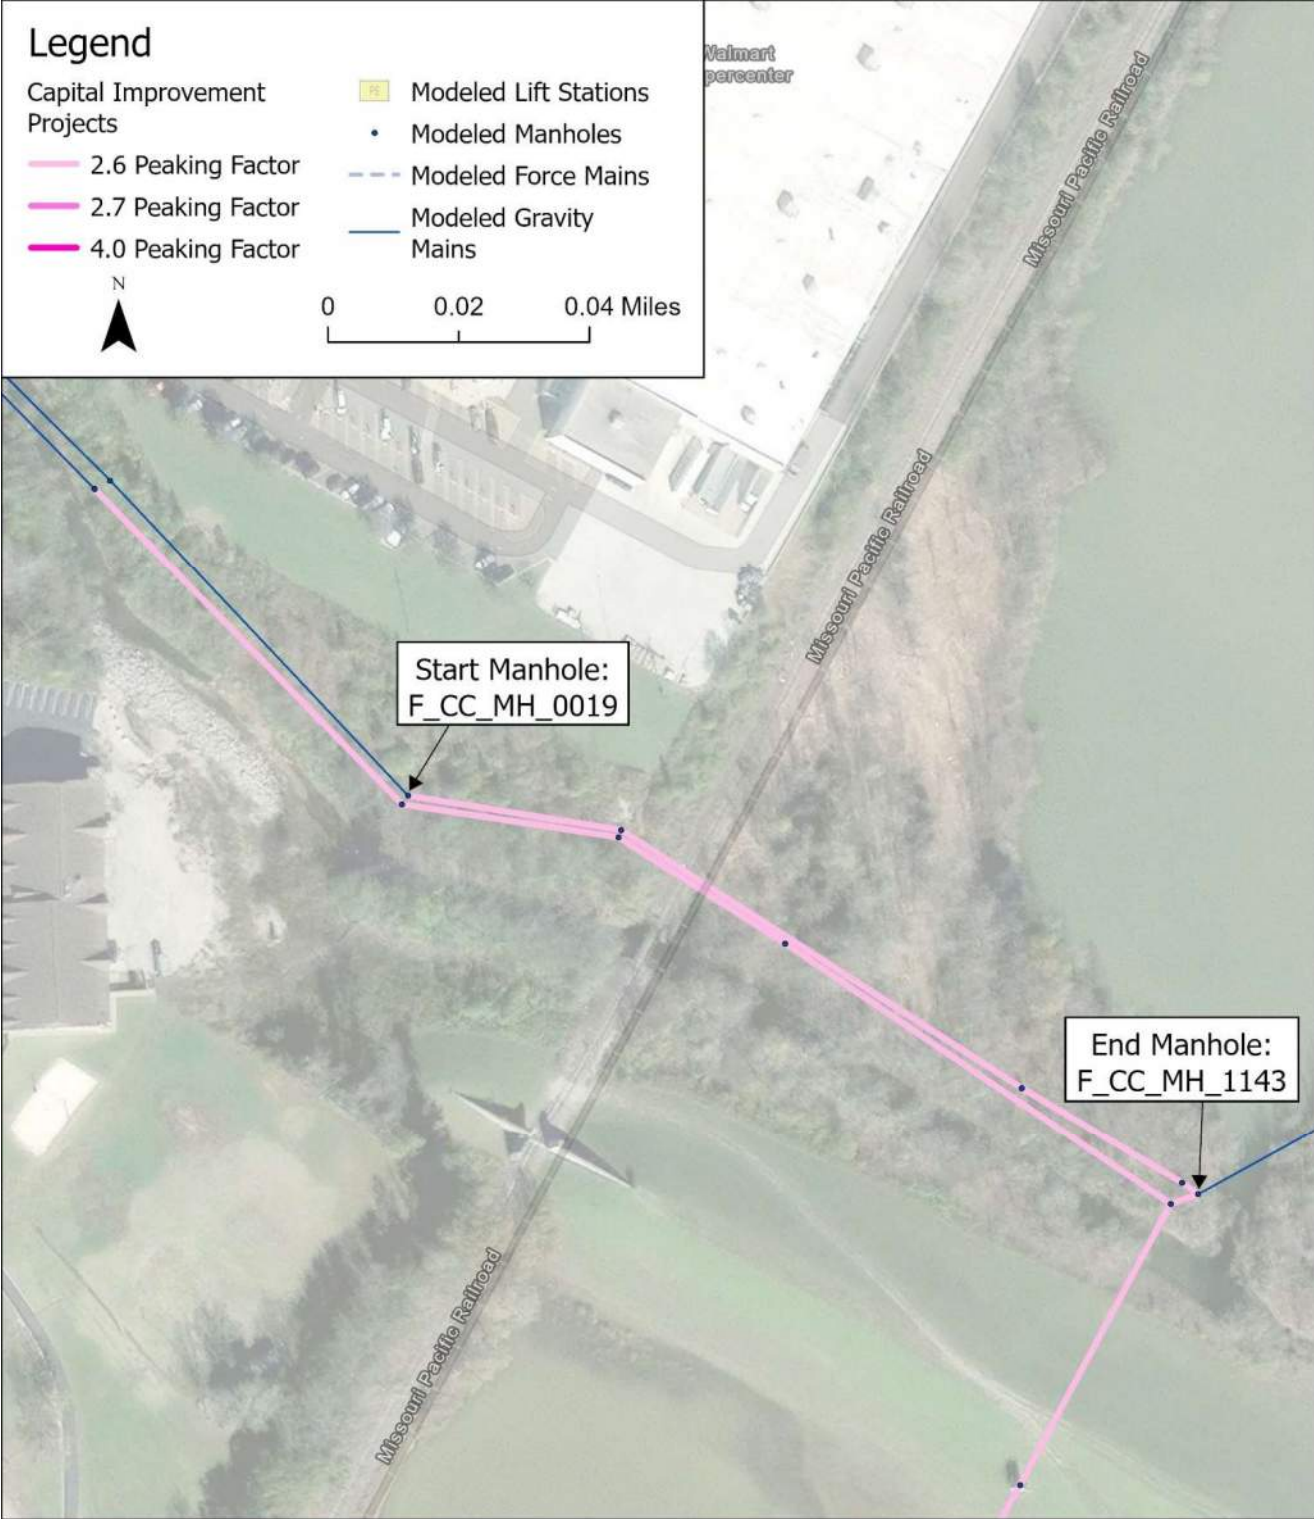 Legend
Capital Improvement
Projects
2.6 Peaking Factor
2.7 Peaking Factor
4.0 Peaking Factor
PS
Modeled Lift Stations
Modeled Manholes
Modeled Force Mains
Modeled Gravity
Mains
N
0 0.02 0.04 Miles
Walmart
percenter
Missouri Pacific Railroad
Missouri Pacific Railroad
Start Manhole:
F_CC_MH_0019
End Manhole:
F_CC_MH_1143
Missouri Pacific Railroad